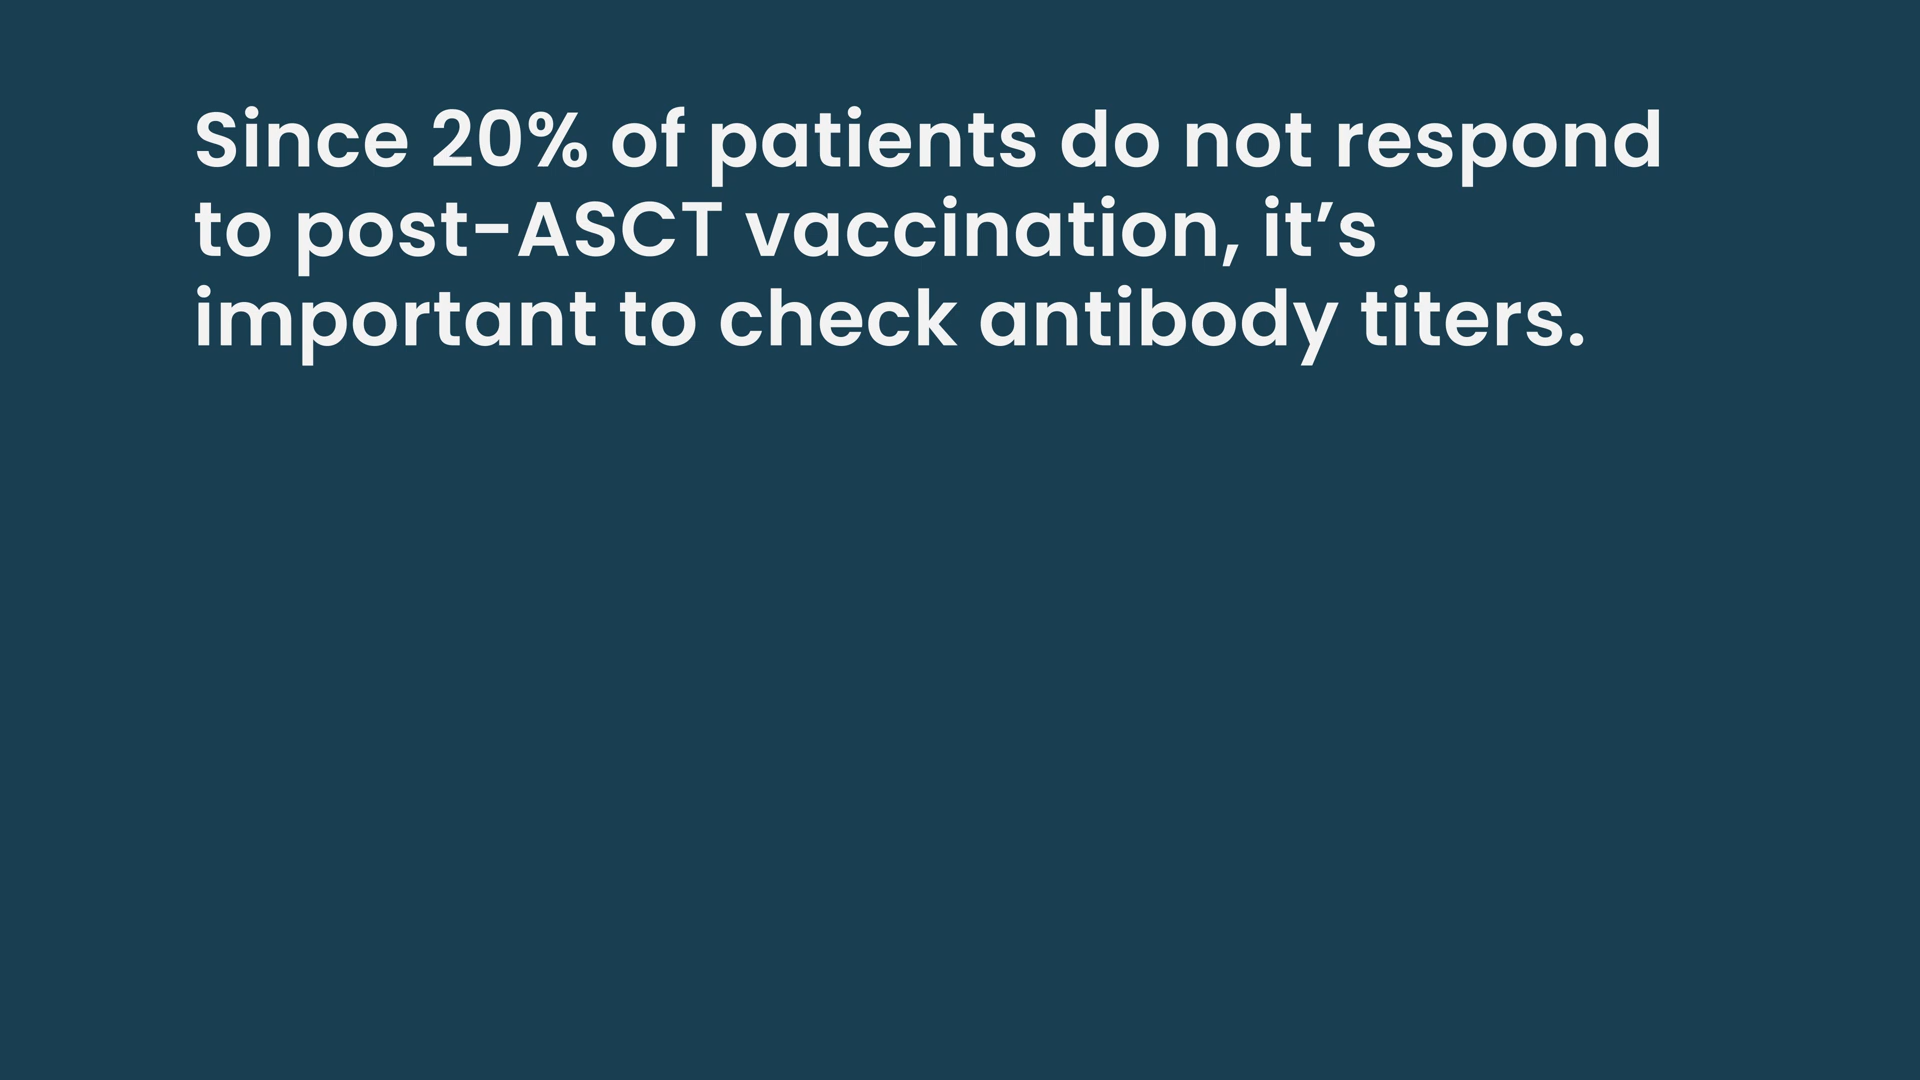 Since 20% of patients do not respond
to post-ASCT vaccination, it’s
important to check antibody titers.